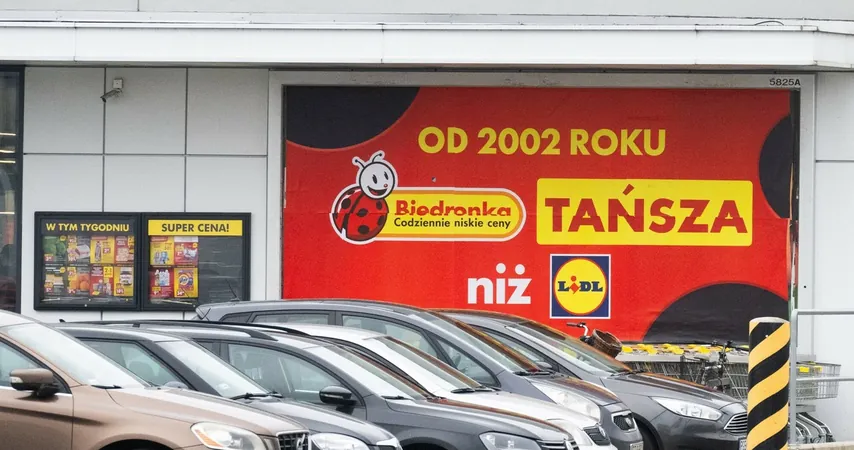 5825A
OD 2002 ROKU
Biedronka
Codziennie niskie ceny
TAŃSZA
niż
LIDL
W TYM TYGODNIU
SUPER CENA!